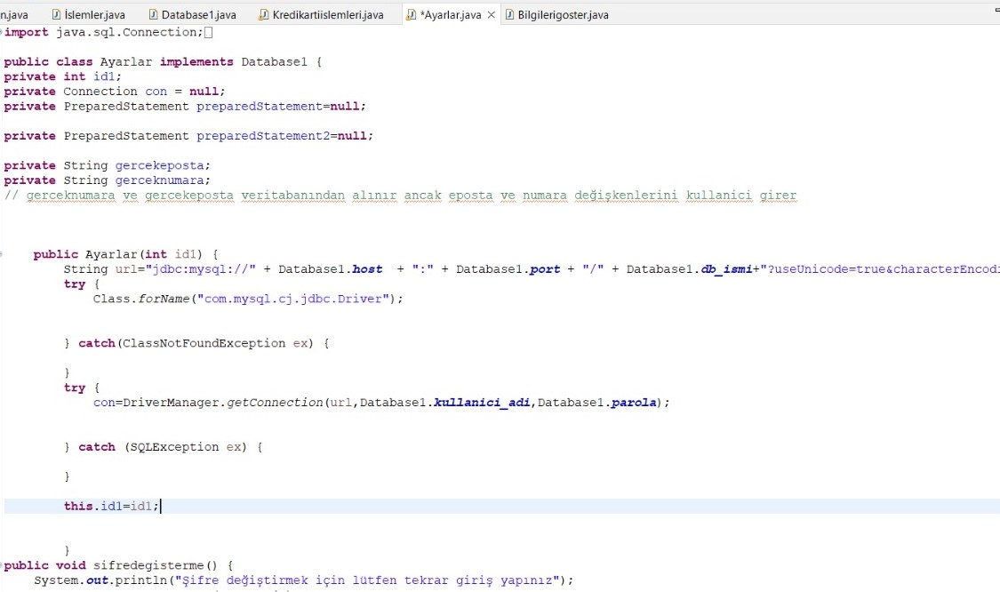 n.java İslemler.java Database1.java Kredikartiislemleri.java *Ayarlar.java Bilgilerigoster.java
import java.sql.Connection;
public class Ayarlar implements Database1 {
private int id1;
private Connection con = null;
private PreparedStatement preparedStatement=null;
private PreparedStatement preparedStatement2=null;
private String gercekeposta;
private String gerceknumara;
// gerceknumara ve gercekeposta veritabanından alınır ancak eposta ve numara değişkenlerini kullanici girer
public Ayarlar(int id1) {
String url="jdbc:mysql://" + Database1.host + ":" + Database1.port + "/" + Database1.db_ismi+"?useUnicode=true&characterEncodi
try {
Class.forName("com.mysql.cj.jdbc.Driver");
} catch(ClassNotFoundException ex) {
}
try {
con=DriverManager.getConnection(url,Database1.kullanici_adi,Database1.parola);
} catch (SQLException ex) {
}
this.id1=id1;
}
public void sifredegisterme() {
System.out.println("Şifre değiştirmek için lütfen tekrar giriş yapınız");